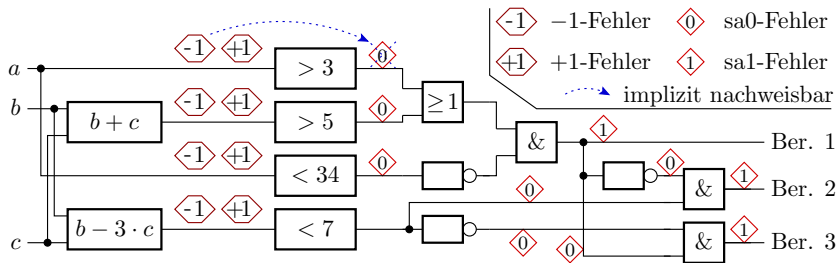 -1 −1-Fehler 0 sa0-Fehler
-1 +1 0
a > 3 +1 +1-Fehler 1 sa1-Fehler
b -1 +1 0 ≥1 implizit nachweisbar
b + c > 5
1 Ber. 1
-1 +1 0 &
< 34 0 1
0 & Ber. 2
-1 +1
c b − 3 · c < 7 1
0 0 & Ber. 3